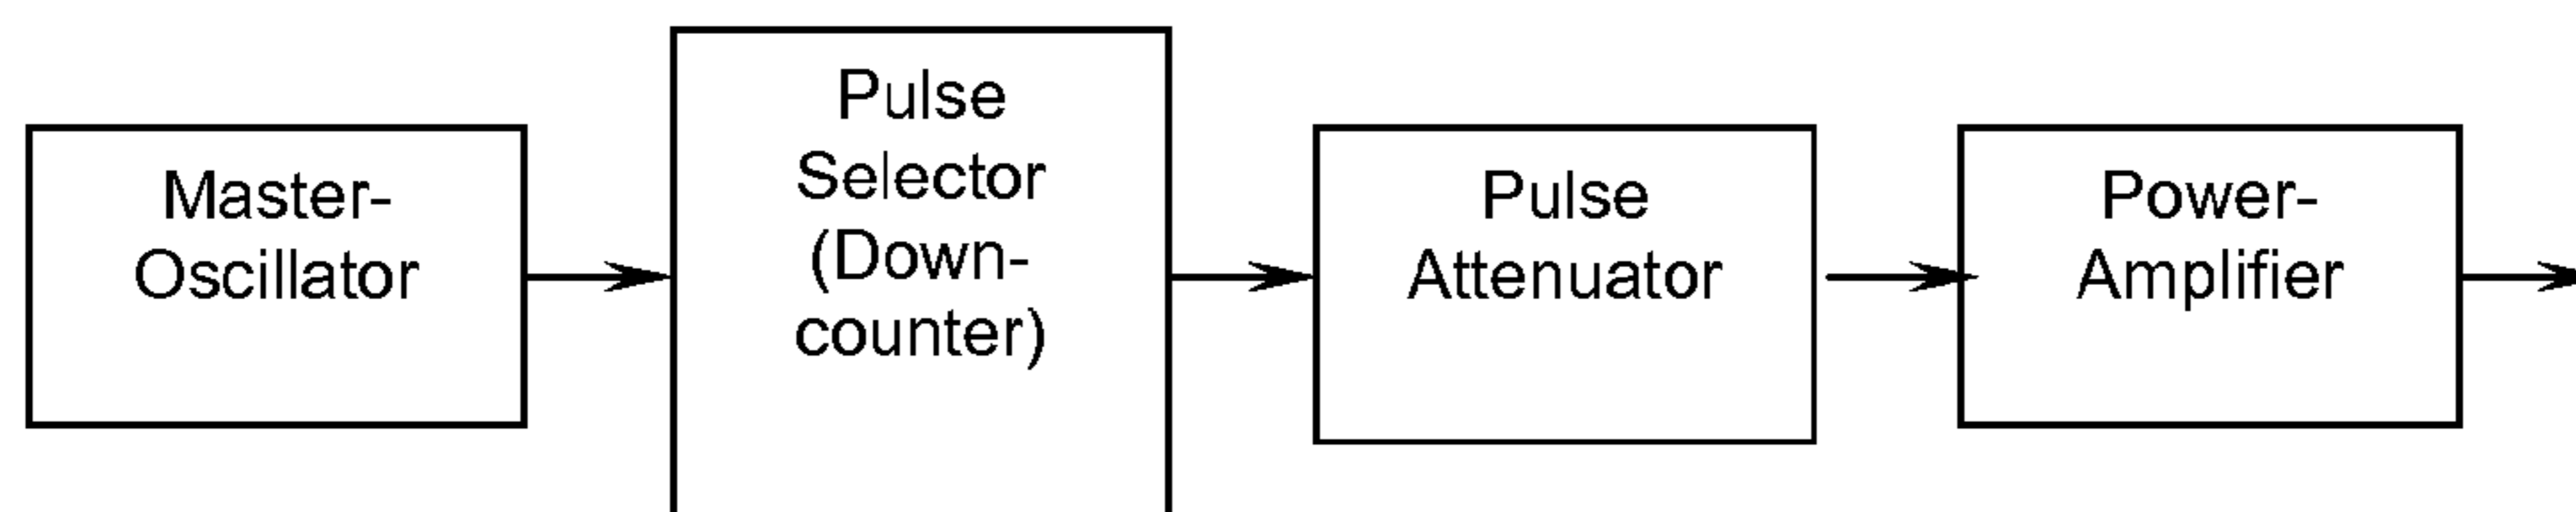 Master-
Oscillator
Pulse
Selector
(Down-
counter)
Pulse
Attenuator
Power-
Amplifier